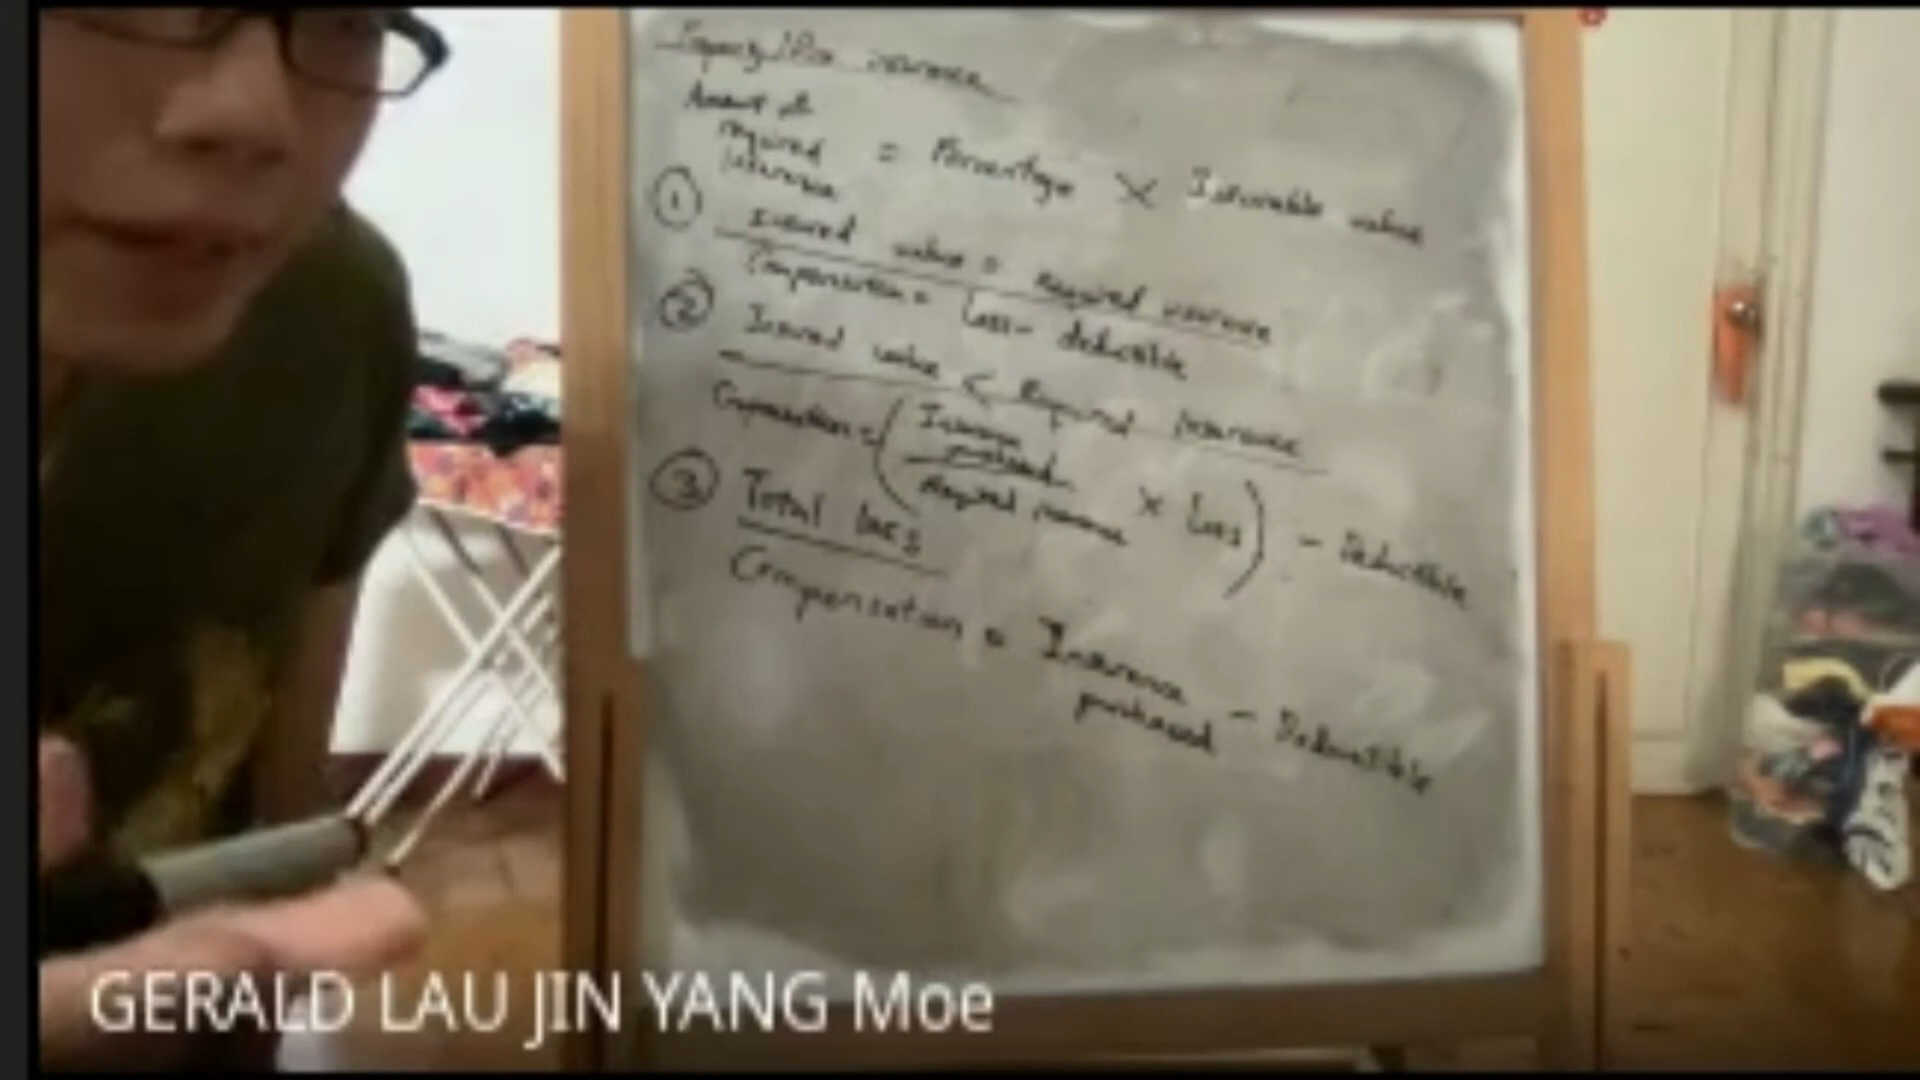 Property/Fire insurance
Amount of
required
insurance = Percentage × Insurable value
① Insured value = Required insurance
Compensation = Loss - deductible
② Insured value < Required Insurance
Compensation = ( Insurance purchased / Required insurance × Loss ) - Deductible
③ Total loss
Compensation = Insurance purchased - Deductible
GERALD LAU JIN YANG Moe